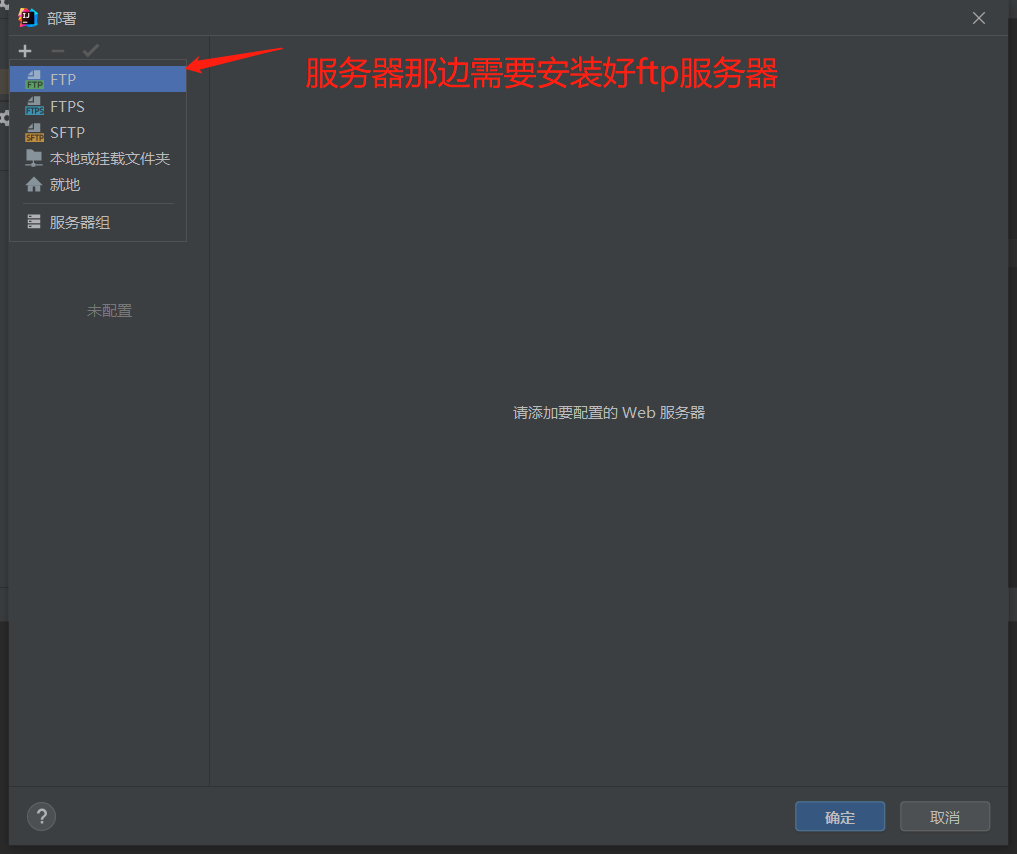 部署
服务器那边需要安装好ftp服务器
FTP
FTPS
SFTP
本地或挂载文件夹
就地
服务器组
未配置
请添加要配置的 Web 服务器
?
确定
取消